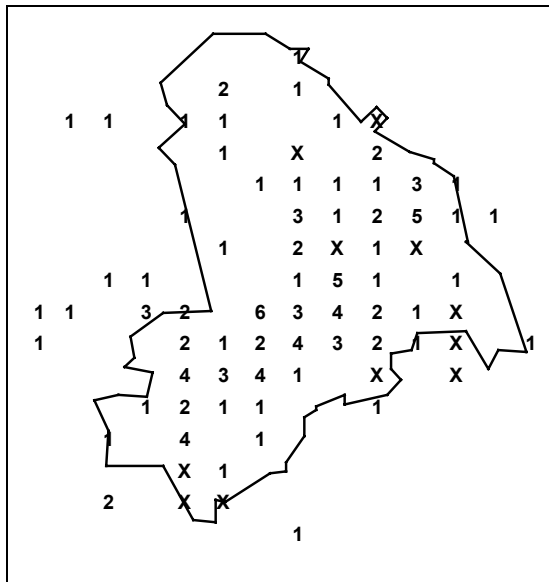 1
2 1
1 1 1 1 1 X
1 X 2
1 1 1 1 3 1
1 3 1 2 5 1 1
1 2 X 1 X
1 1 1 5 1 1
1 1 3 2 6 3 4 2 1 X
1 2 1 2 4 3 2 1 X 1
4 3 4 1 X X
1 2 1 1 1
1 4 1
X 1
2 X X
1